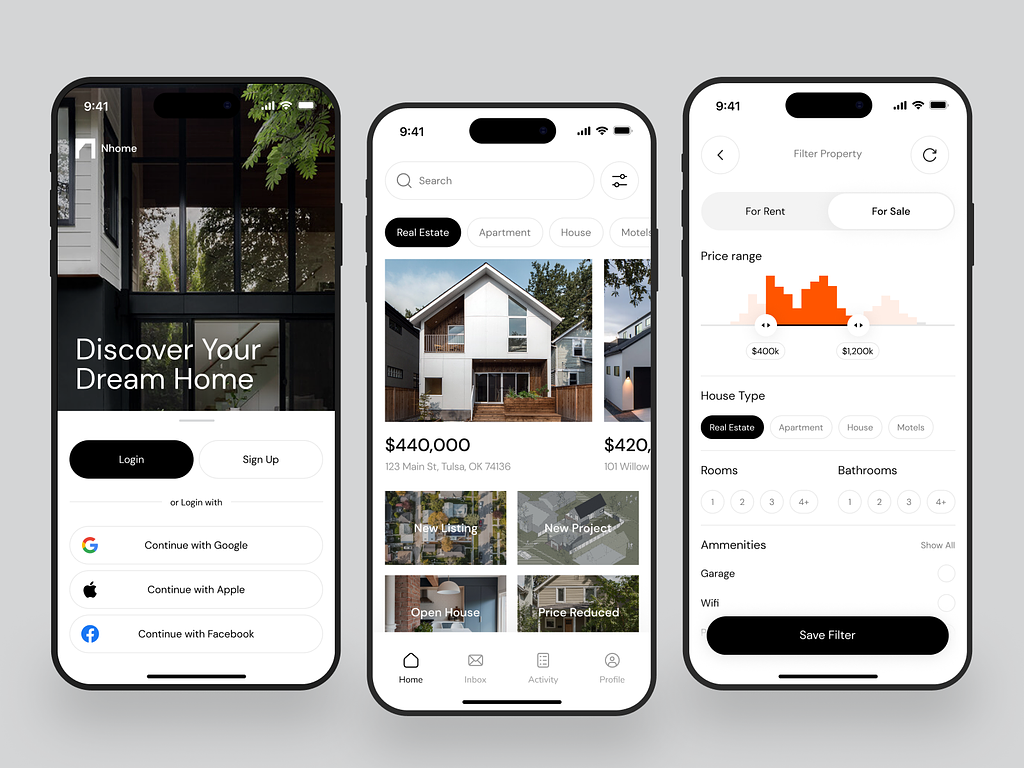 9:41
Nhome
Discover Your
Dream Home
Login
Sign Up
or Login with
Continue with Google
Continue with Apple
Continue with Facebook
9:41
Search
Real Estate
Apartment
House
Motels
$440,000
123 Main St, Tulsa, OK 74136
$420,
101 Willow
New Listing
New Project
Open House
Price Reduced
Home
Inbox
Activity
Profile
9:41
Filter Property
For Rent
For Sale
Price range
$400k
$1,200k
House Type
Real Estate
Apartment
House
Motels
Rooms
Bathrooms
1
2
3
4+
1
2
3
4+
Ammenities
Show All
Garage
Wifi
Save Filter